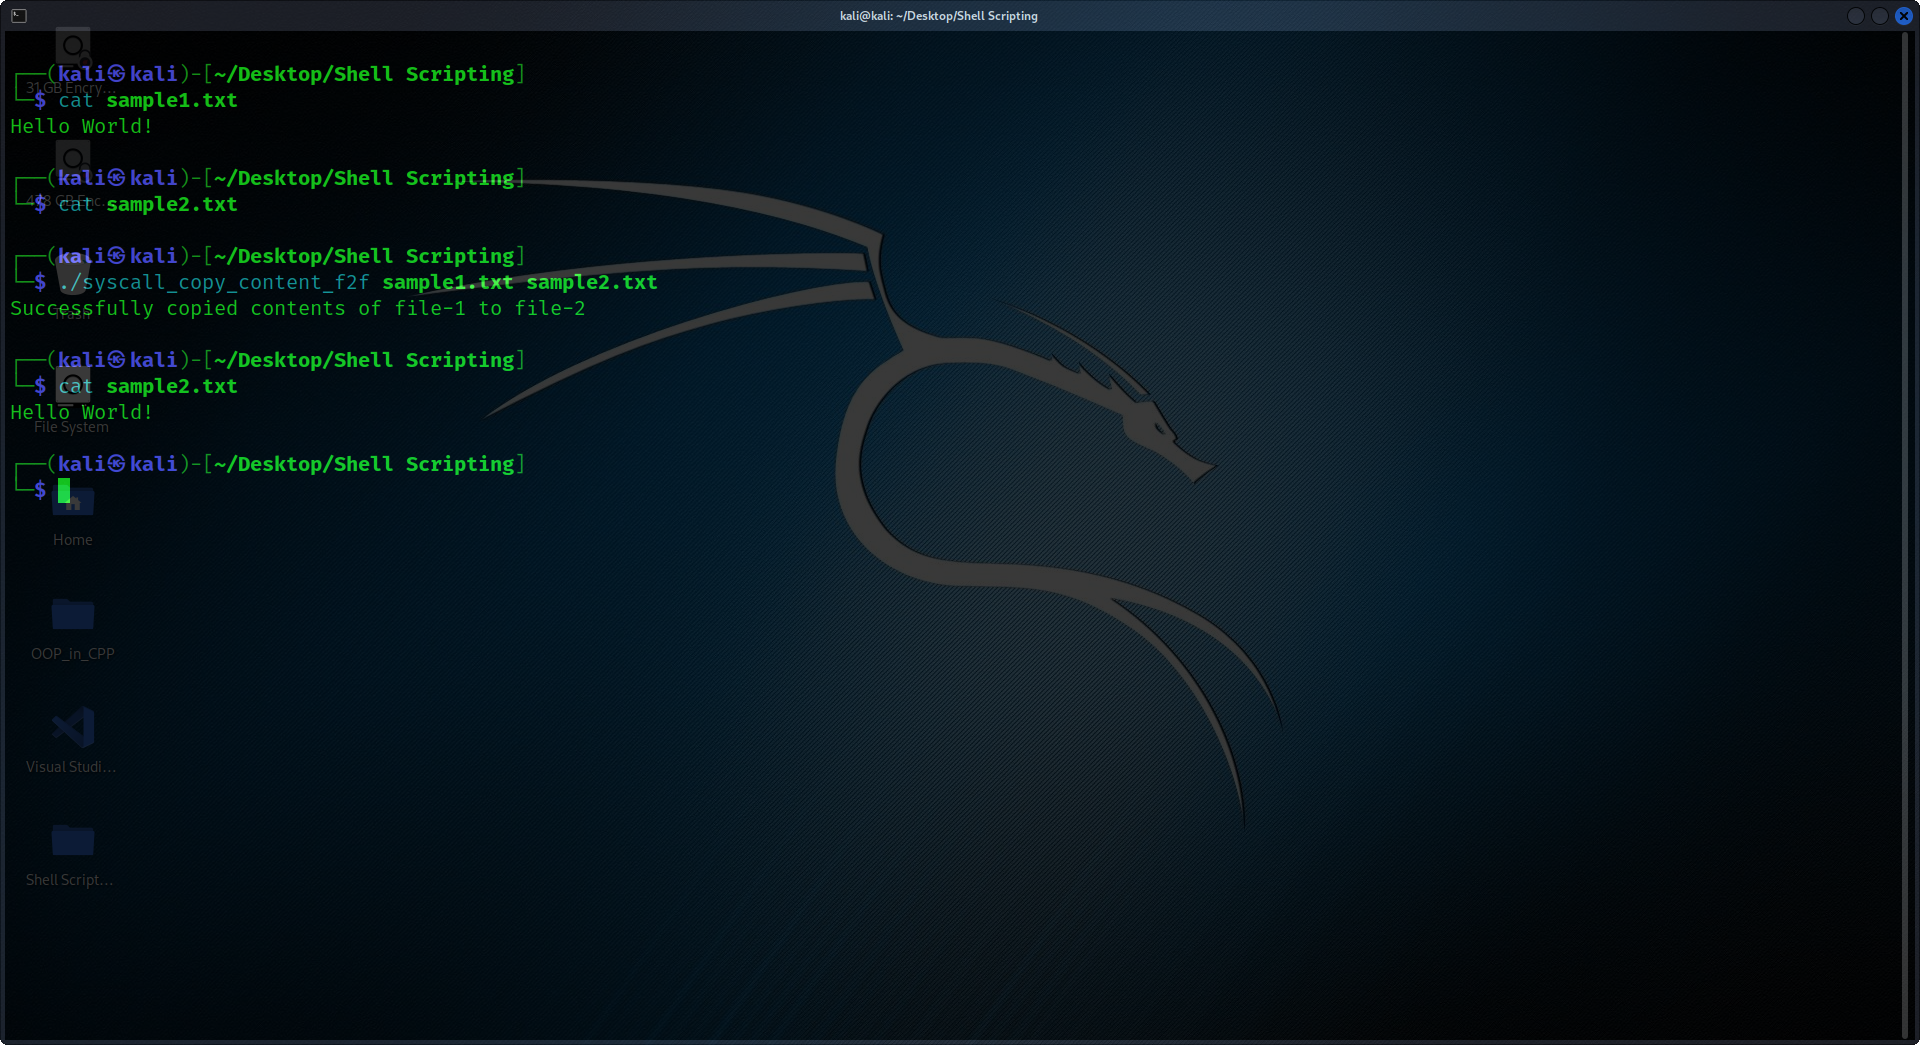 kali@kali: ~/Desktop/Shell Scripting
┌──(kali㉿kali)-[~/Desktop/Shell Scripting]
└─$ cat sample1.txt
Hello World!
┌──(kali㉿kali)-[~/Desktop/Shell Scripting]
└─$ cat sample2.txt
┌──(kali㉿kali)-[~/Desktop/Shell Scripting]
└─$ ./syscall_copy_content_f2f sample1.txt sample2.txt
Successfully copied contents of file-1 to file-2
┌──(kali㉿kali)-[~/Desktop/Shell Scripting]
└─$ cat sample2.txt
Hello World!
┌──(kali㉿kali)-[~/Desktop/Shell Scripting]
└─$
31 GB Encry...
GB Enc...
Trash
File System
Home
OOP_in_CPP
Visual Studi...
Shell Script...